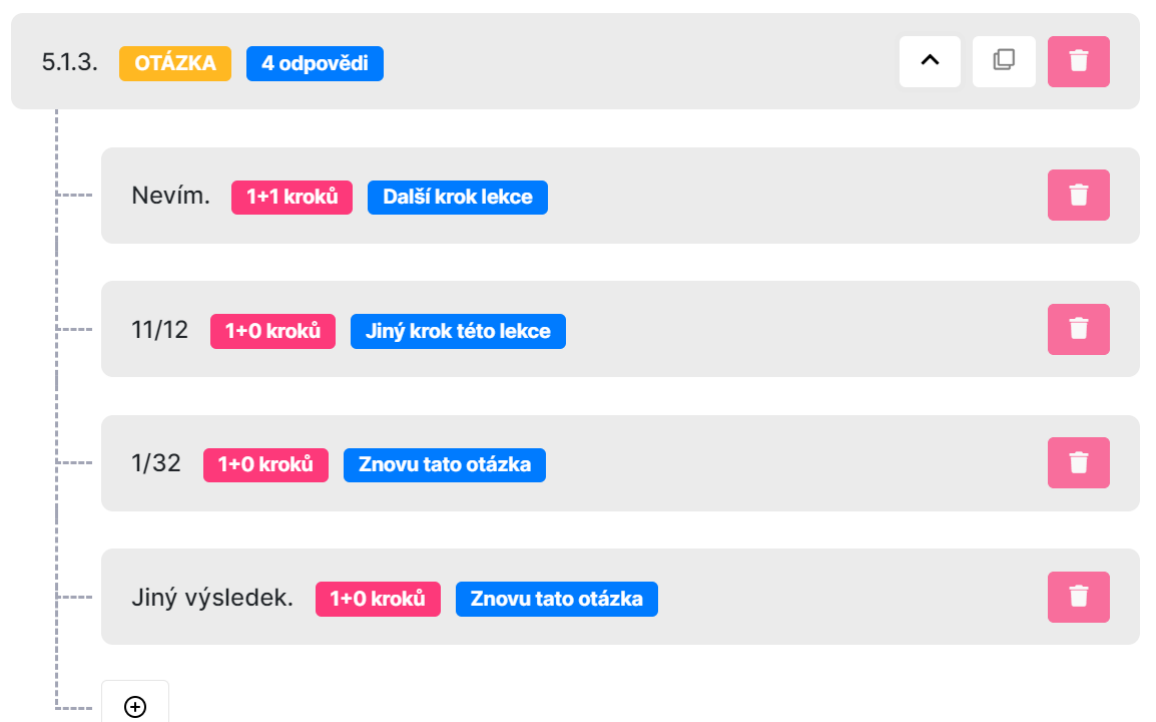 5.1.3. OTÁZKA 4 odpovědi
Nevím. 1+1 kroků Další krok lekce
11/12 1+0 kroků Jiný krok této lekce
1/32 1+0 kroků Znovu tato otázka
Jiný výsledek. 1+0 kroků Znovu tato otázka